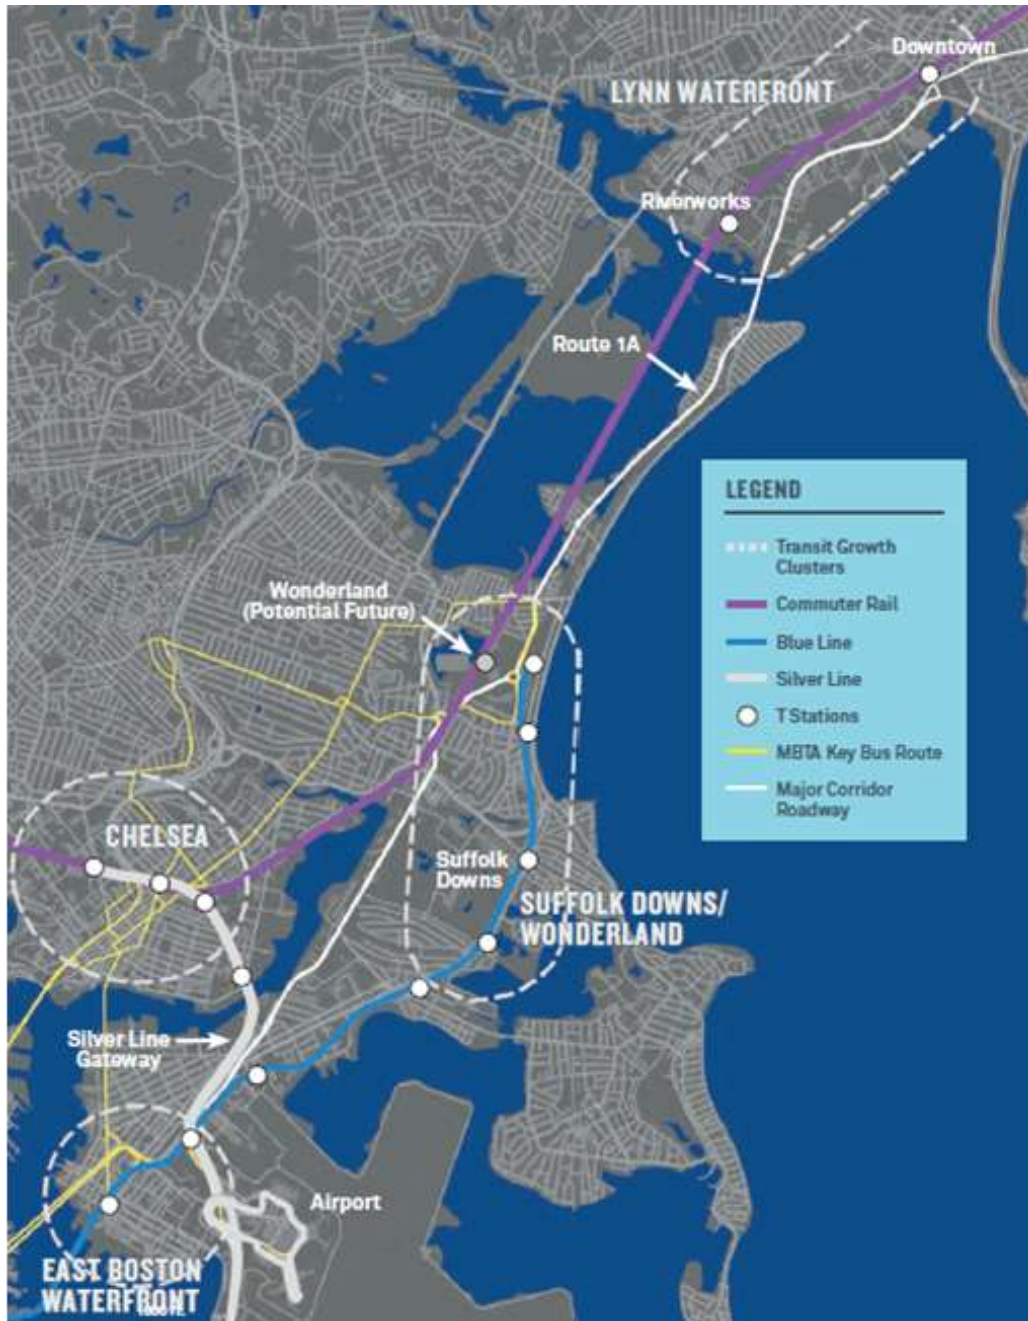 Downtown
LYNN WATERFRONT
Riverworks
Route 1A
LEGEND
Transit Growth
Clusters
Commuter Rail
Blue Line
Silver Line
T Stations
MBTA Key Bus Route
Major Corridor
Roadway
Wonderland
(Potential Future)
CHELSEA
Suffolk
Downs
SUFFOLK DOWNS/
WONDERLAND
Silver Line
Gateway
Airport
EAST BOSTON
WATERFRONT